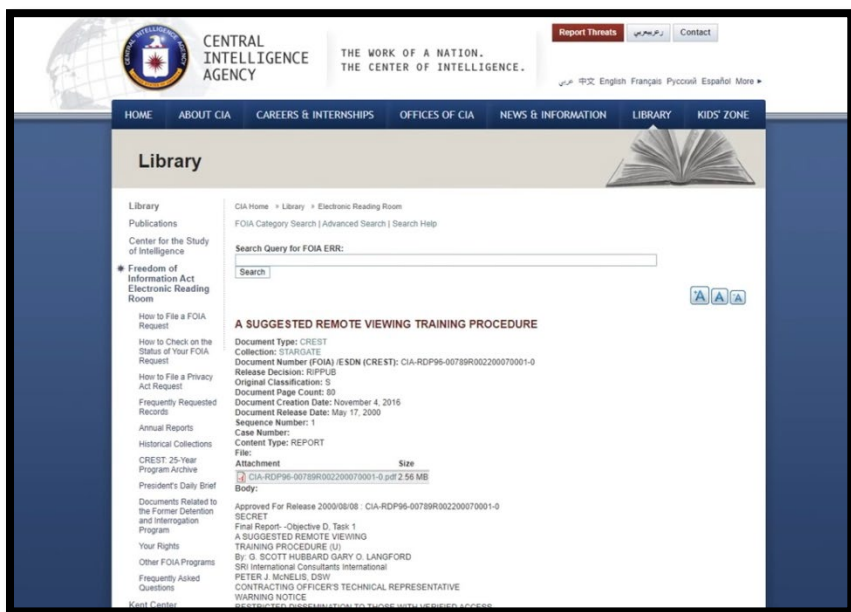 CENTRAL
INTELLIGENCE
AGENCY
THE WORK OF A NATION.
THE CENTER OF INTELLIGENCE.
Report Threats
Contact
عربي 中文 English Français Русский Español More ►
HOME ABOUT CIA CAREERS & INTERNSHIPS OFFICES OF CIA NEWS & INFORMATION LIBRARY KIDS' ZONE
Library
Library
Publications
Center for the Study
of Intelligence
Freedom of
Information Act
Electronic Reading
Room
How to File a FOIA
Request
How to Check on the
Status of Your FOIA
Request
How to File a Privacy
Act Request
Frequently Requested
Records
Annual Reports
Historical Collections
CREST: 25-Year
Program Archive
President's Daily Brief
Documents Related to
the Former Detention
and Interrogation
Program
Your Rights
Other FOIA Programs
Frequently Asked
Questions
Kent Center
CIA Home > Library > Electronic Reading Room
FOIA Category Search | Advanced Search | Search Help
Search Query for FOIA ERR:
Search
A A A
A SUGGESTED REMOTE VIEWING TRAINING PROCEDURE
Document Type: CREST
Collection: STARGATE
Document Number (FOIA) /ESDN (CREST): CIA-RDP96-00789R002200070001-0
Release Decision: RIPPUB
Original Classification: S
Document Page Count: 80
Document Creation Date: November 4, 2016
Document Release Date: May 17, 2000
Sequence Number: 1
Case Number:
Content Type: REPORT
File:
Attachment Size
CIA-RDP96-00789R002200070001-0.pdf 2.56 MB
Body:
Approved For Release 2000/08/08 : CIA-RDP96-00789R002200070001-0
SECRET
Final Report- -Objective D, Task 1
A SUGGESTED REMOTE VIEWING
TRAINING PROCEDURE (U)
By: G. SCOTT HUBBARD GARY O. LANGFORD
SRI International Consultants International
PETER J. McNELIS, DSW
CONTRACTING OFFICER'S TECHNICAL REPRESENTATIVE
WARNING NOTICE
RESTRICTED DISSEMINATION TO THOSE WITH VERIFIED ACCESS